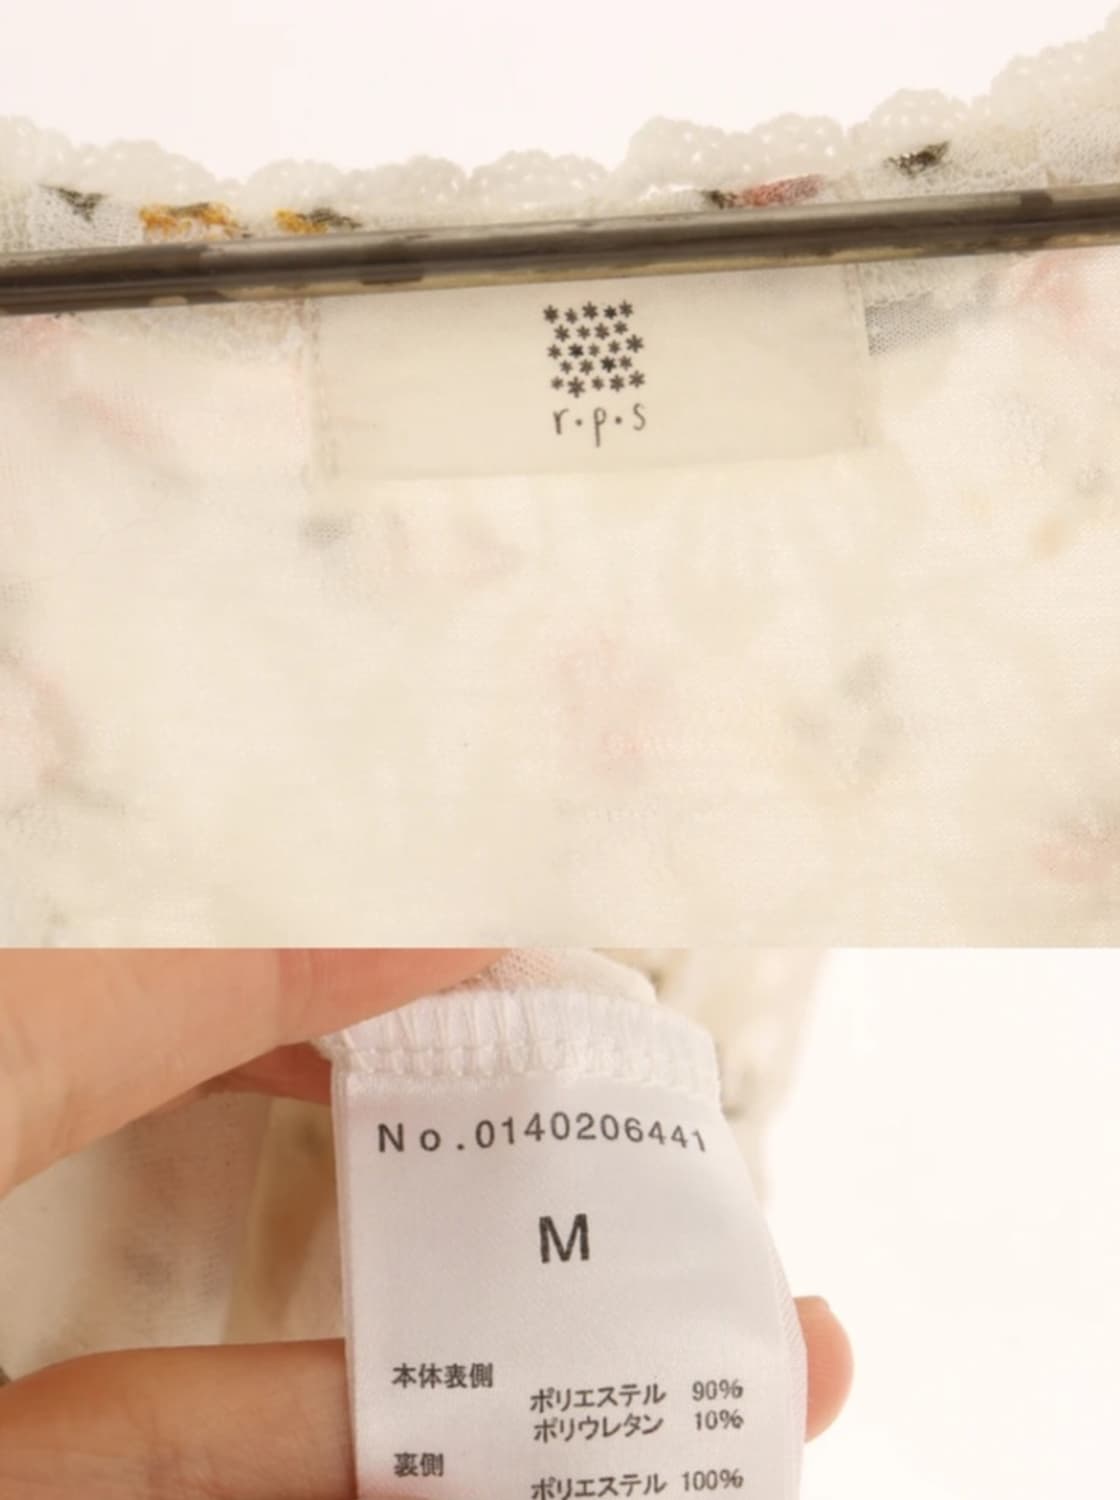 r.p.s
No.0140206441
M
本体表側
ポリエステル 90%
ポリウレタン 10%
裏側
ポリエステル 100%